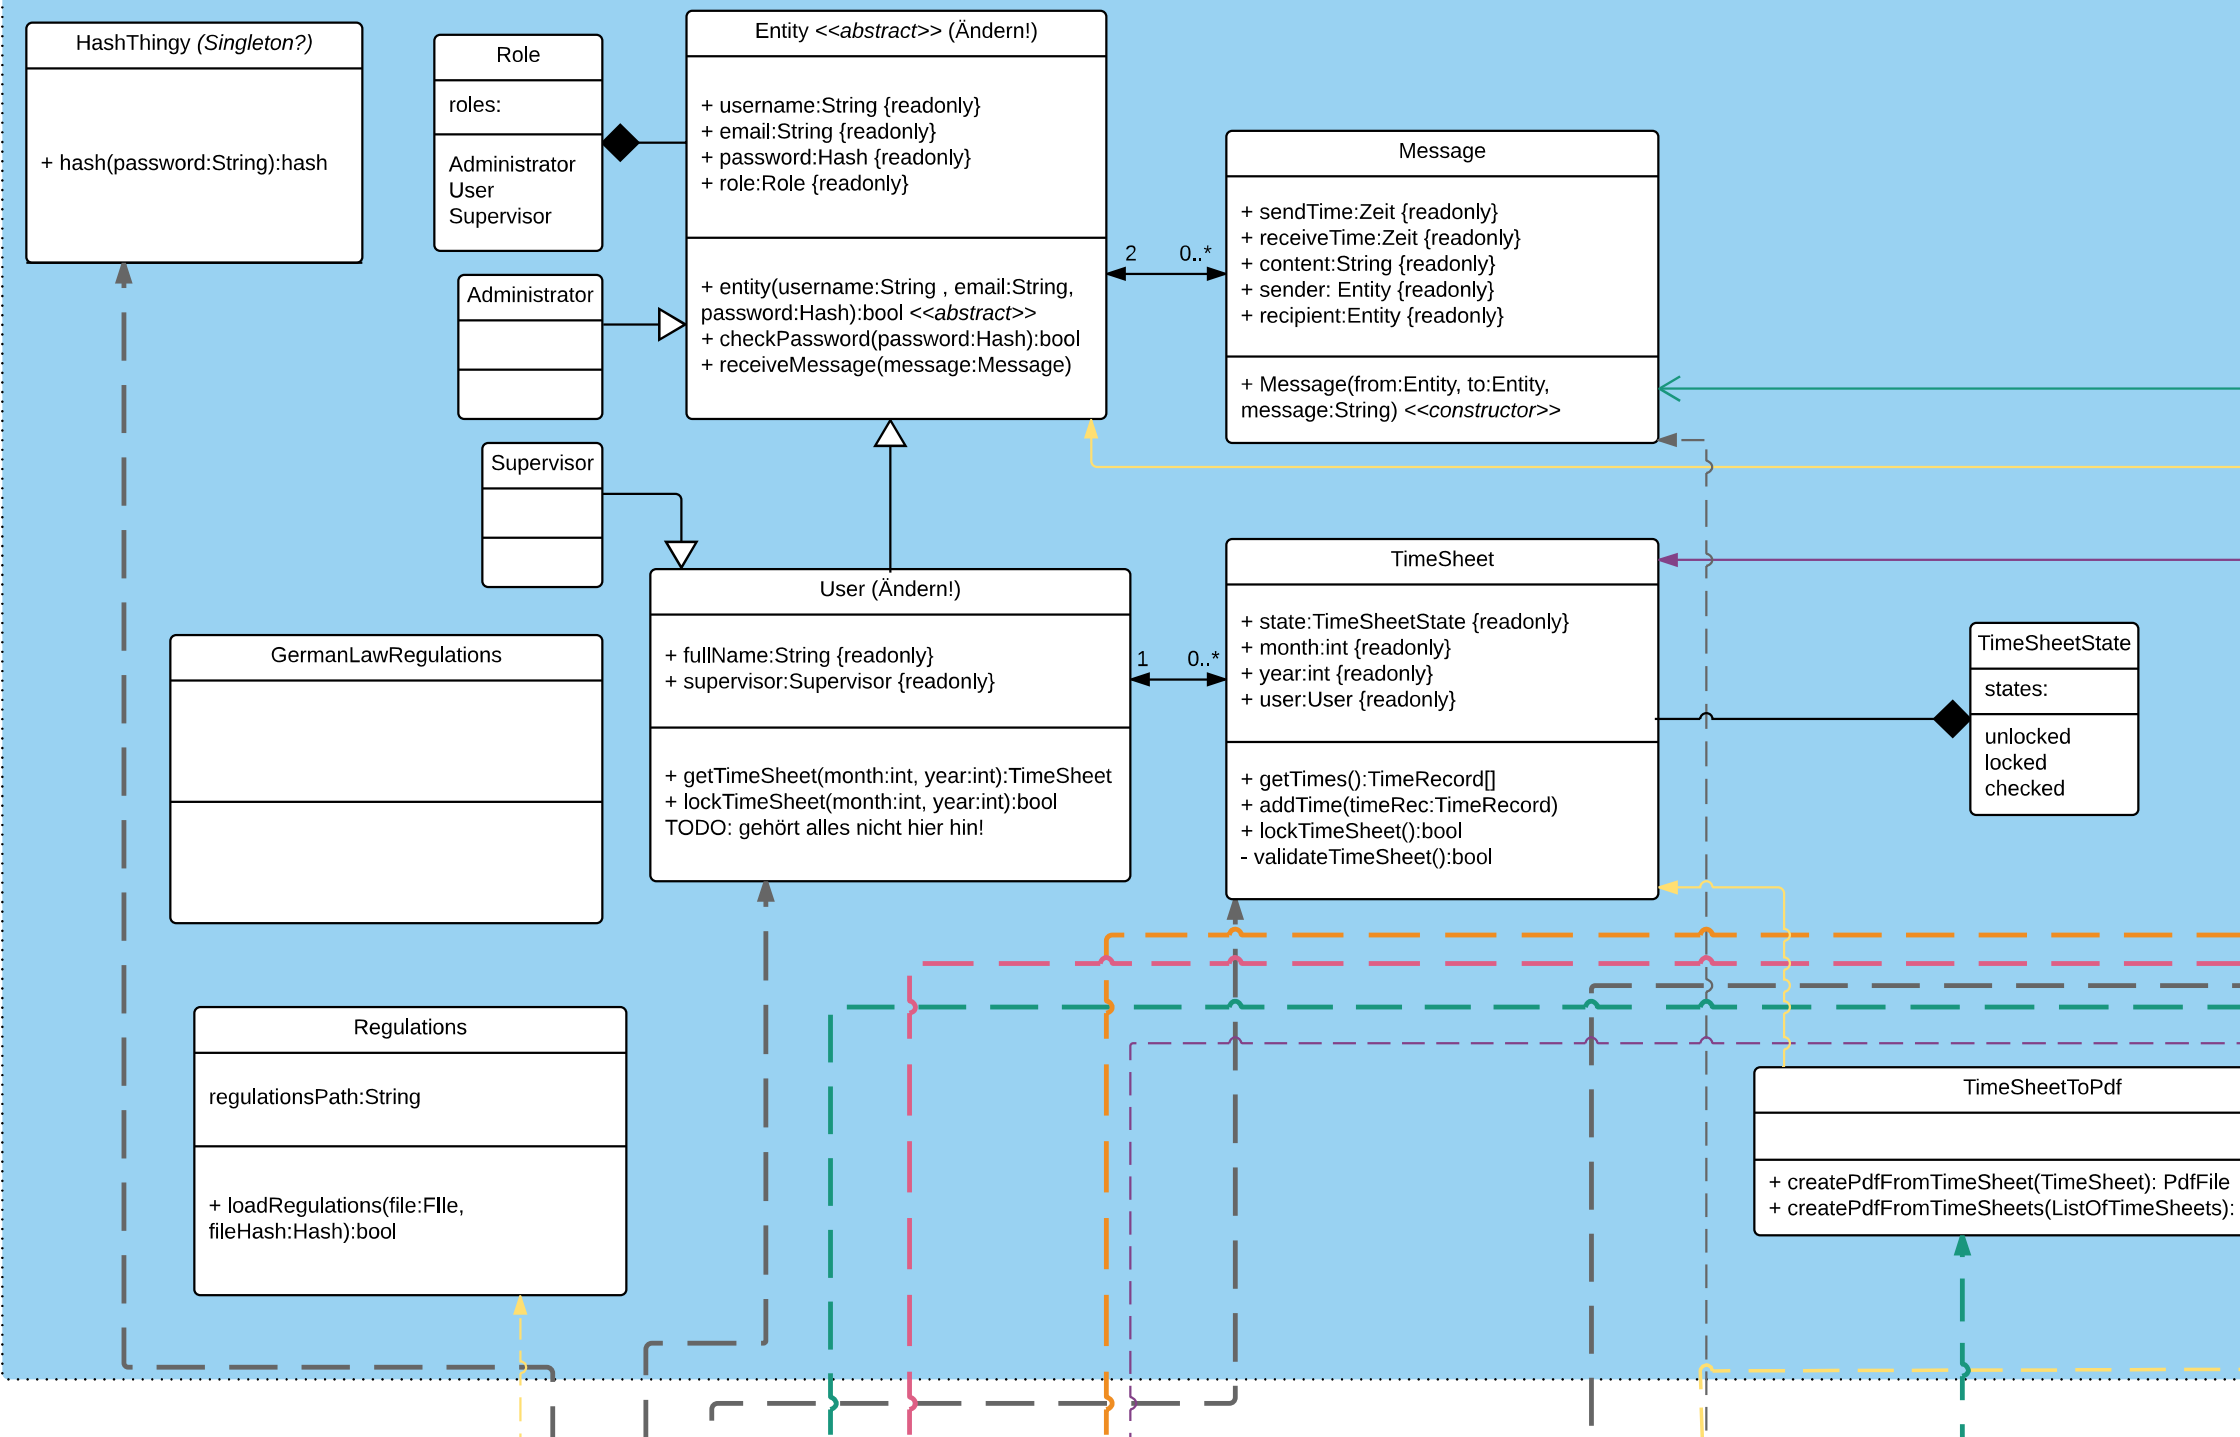 HashThingy (Singleton?)
+ hash(password:String):hash
Role
roles:
Administrator
User
Supervisor
Entity <<abstract>> (Ändern!)
+ username:String {readonly}
+ email:String {readonly}
+ password:Hash {readonly}
+ role:Role {readonly}
+ entity(username:String , email:String,
password:Hash):bool <<abstract>>
+ checkPassword(password:Hash):bool
+ receiveMessage(message:Message)
2
0..*
Message
+ sendTime:Zeit {readonly}
+ receiveTime:Zeit {readonly}
+ content:String {readonly}
+ sender: Entity {readonly}
+ recipient:Entity {readonly}
+ Message(from:Entity, to:Entity,
message:String) <<constructor>>
Administrator
Supervisor
User (Ändern!)
+ fullName:String {readonly}
+ supervisor:Supervisor {readonly}
+ getTimeSheet(month:int, year:int):TimeSheet
+ lockTimeSheet(month:int, year:int):bool
TODO: gehört alles nicht hier hin!
1
0..*
TimeSheet
+ state:TimeSheetState {readonly}
+ month:int {readonly}
+ year:int {readonly}
+ user:User {readonly}
+ getTimes():TimeRecord[]
+ addTime(timeRec:TimeRecord)
+ lockTimeSheet():bool
- validateTimeSheet():bool
TimeSheetState
states:
unlocked
locked
checked
GermanLawRegulations
Regulations
regulationsPath:String
+ loadRegulations(file:FIle,
fileHash:Hash):bool
TimeSheetToPdf
+ createPdfFromTimeSheet(TimeSheet): PdfFile
+ createPdfFromTimeSheets(ListOfTimeSheets):